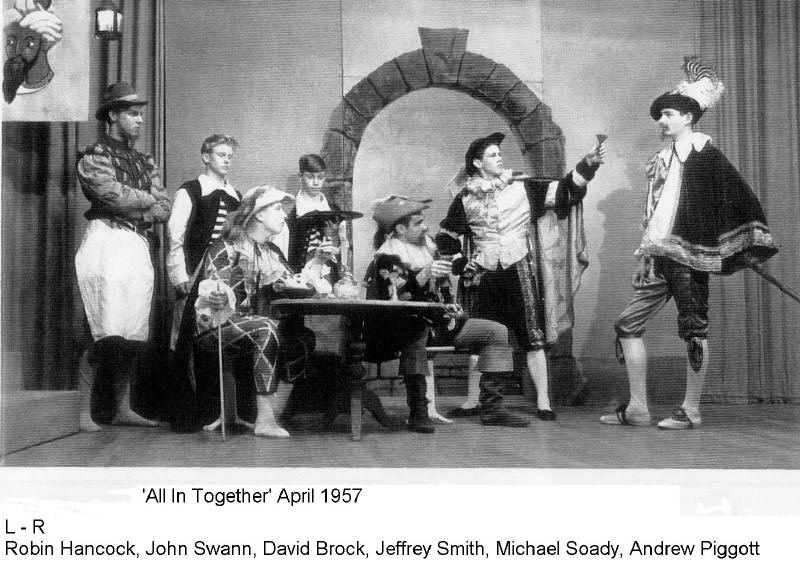 'All In Together' April 1957
L - R
Robin Hancock, John Swann, David Brock, Jeffrey Smith, Michael Soady, Andrew Piggott